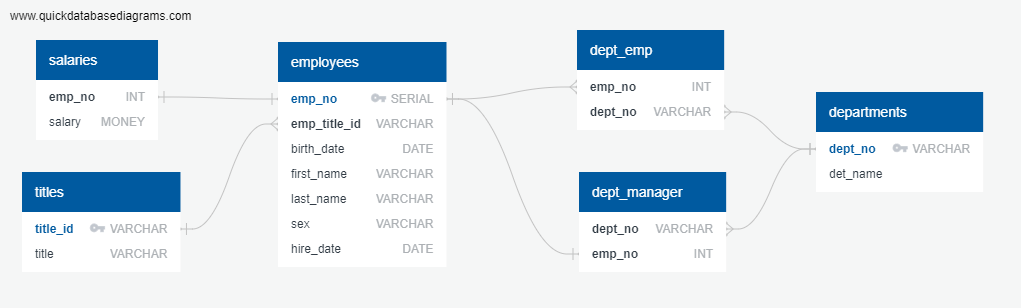 www.quickdatabasediagrams.com
salaries
emp_no INT
salary MONEY
titles
title_id VARCHAR
title VARCHAR
employees
emp_no SERIAL
emp_title_id VARCHAR
birth_date DATE
first_name VARCHAR
last_name VARCHAR
sex VARCHAR
hire_date DATE
dept_emp
emp_no INT
dept_no VARCHAR
dept_manager
dept_no VARCHAR
emp_no INT
departments
dept_no VARCHAR
det_name